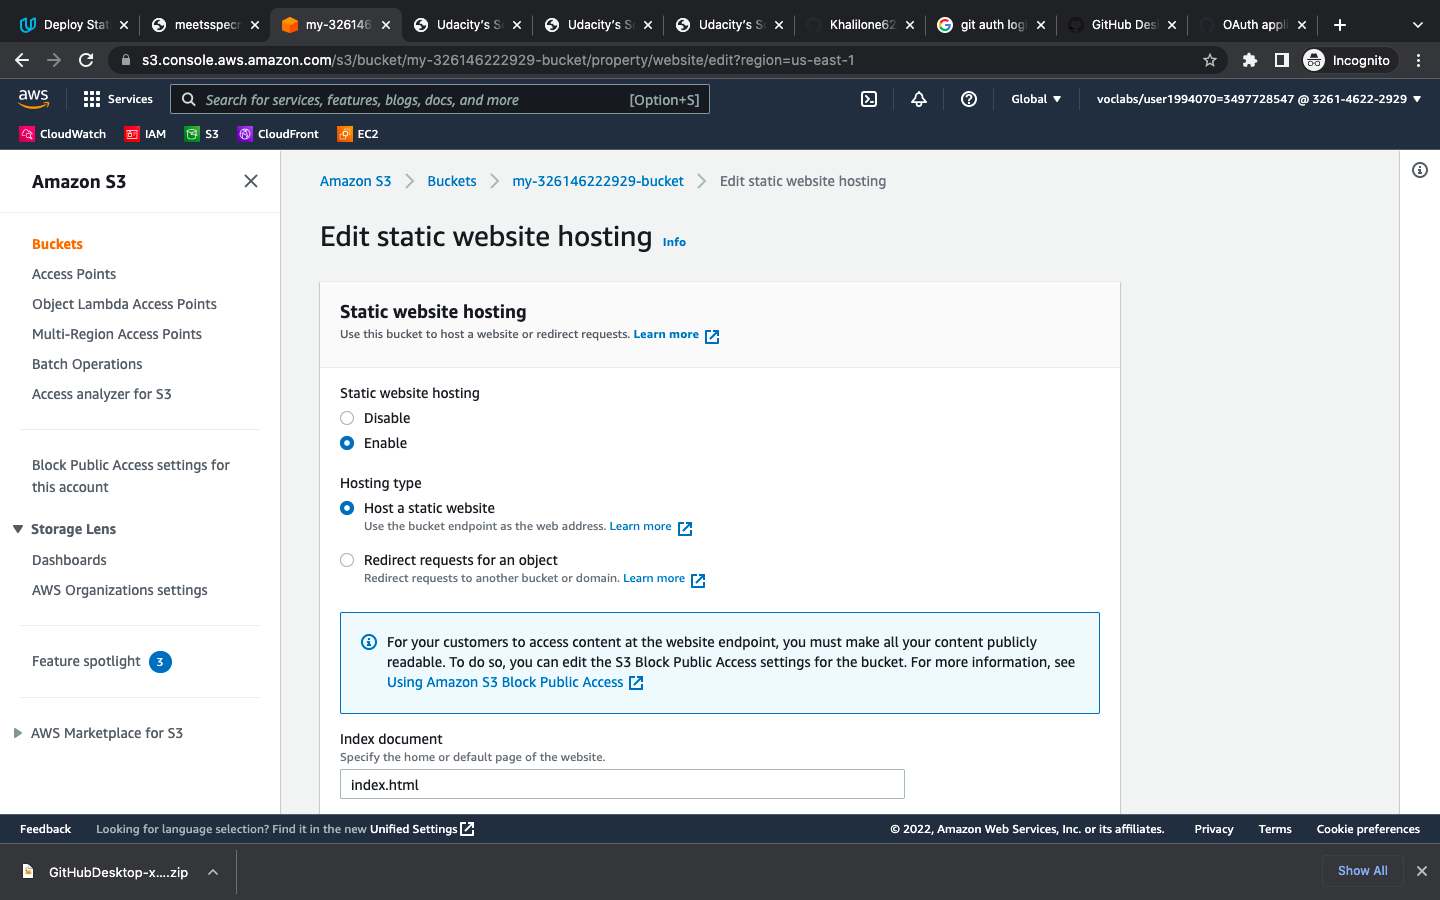 Deploy Stat
meetsspecr
my-326146
Udacity's S
Udacity's S
Udacity's S
Khalilone62
git auth logi
GitHub Des
OAuth appli
s3.console.aws.amazon.com/s3/bucket/my-326146222929-bucket/property/website/edit?region=us-east-1
Incognito
aws
Services
Search for services, features, blogs, docs, and more
[Option+S]
Global
voclabs/user1994070=3497728547 @ 3261-4622-2929
CloudWatch
IAM
S3
CloudFront
EC2
Amazon S3
Buckets
Access Points
Object Lambda Access Points
Multi-Region Access Points
Batch Operations
Access analyzer for S3
Block Public Access settings for
this account
Storage Lens
Dashboards
AWS Organizations settings
Feature spotlight 3
AWS Marketplace for S3
Amazon S3 > Buckets > my-326146222929-bucket > Edit static website hosting
Edit static website hosting Info
Static website hosting
Use this bucket to host a website or redirect requests. Learn more
Static website hosting
Disable
Enable
Hosting type
Host a static website
Use the bucket endpoint as the web address. Learn more
Redirect requests for an object
Redirect requests to another bucket or domain. Learn more
For your customers to access content at the website endpoint, you must make all your content publicly
readable. To do so, you can edit the S3 Block Public Access settings for the bucket. For more information, see
Using Amazon S3 Block Public Access
Index document
Specify the home or default page of the website.
index.html
Feedback
Looking for language selection? Find it in the new Unified Settings
© 2022, Amazon Web Services, Inc. or its affiliates.
Privacy
Terms
Cookie preferences
GitHubDesktop-x....zip
Show All